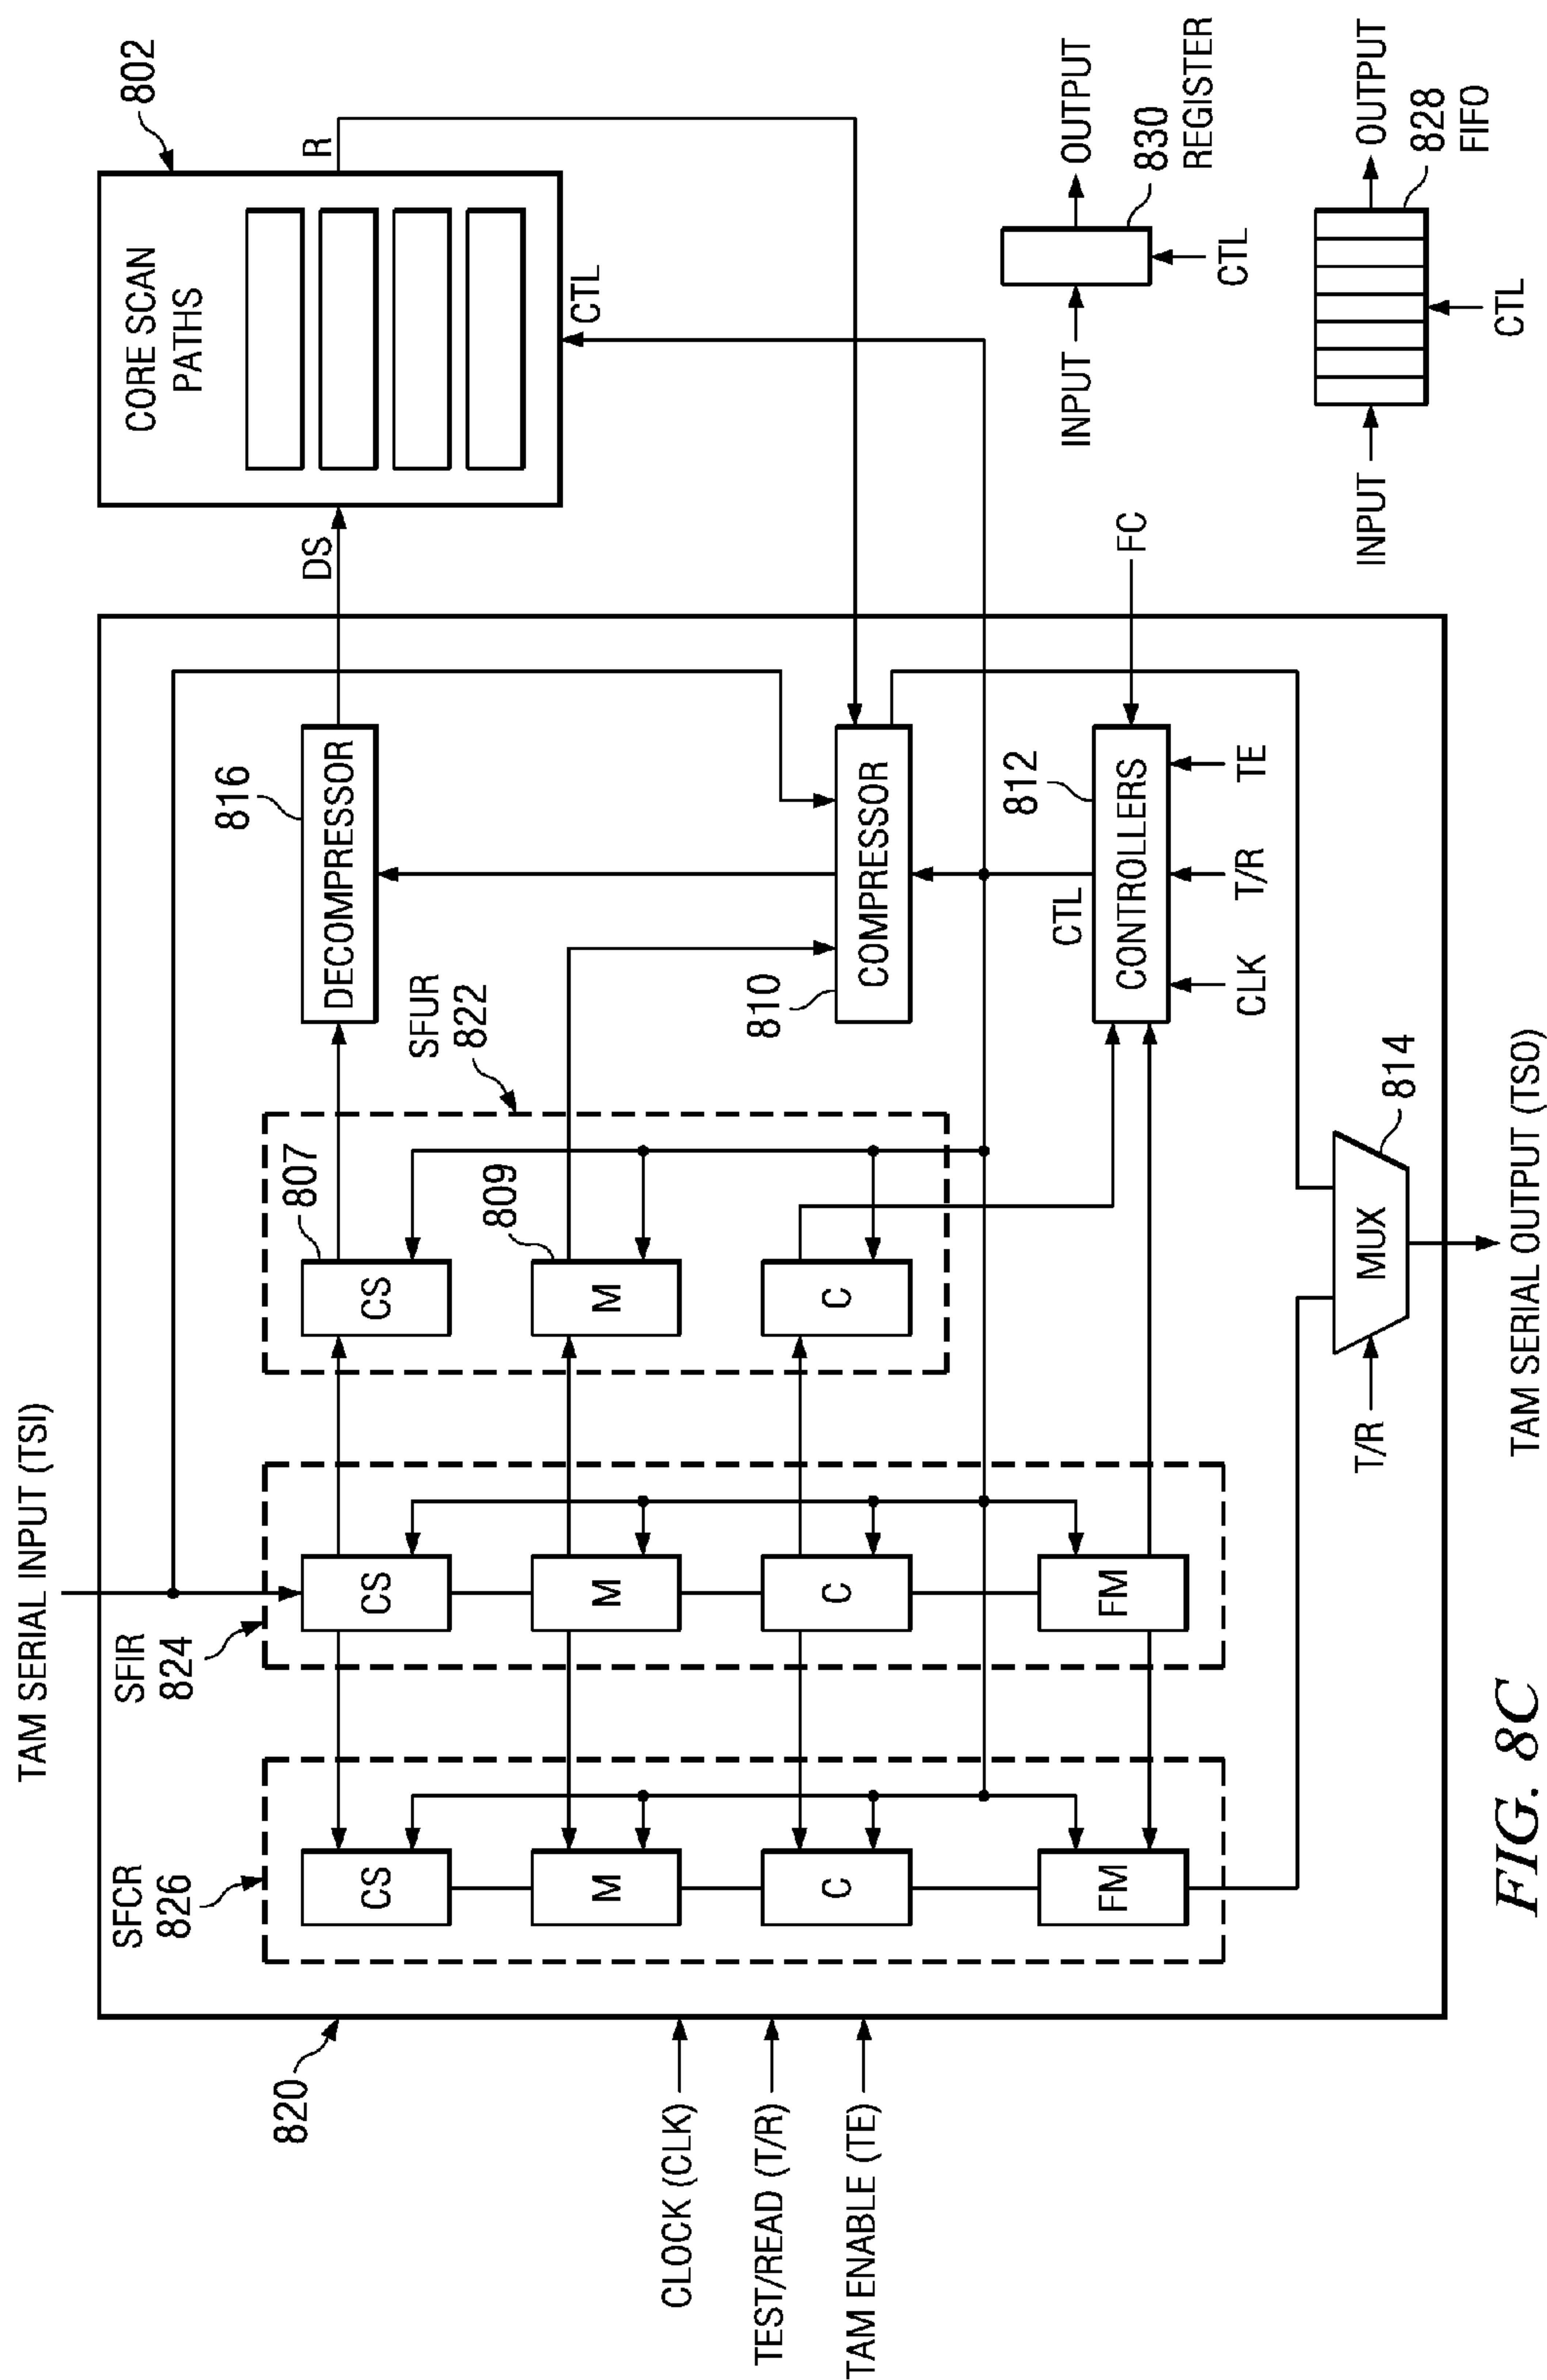 TAM SERIAL INPUT (TSI)
SFCR
826
SFIR
824
SFUR
822
807
809
816
CS
M
C
FM
CS
M
C
FM
CS
M
C
DECOMPRESSOR
810
COMPRESSOR
812
CONTROLLERS
CTL
CLK
T/R
TE
FC
DS
CORE SCAN
PATHS
802
R
CTL
820
CLOCK (CLK)
TEST/READ (T/R)
TAM ENABLE (TE)
T/R
MUX
814
TAM SERIAL OUTPUT (TSO)
INPUT
OUTPUT
CTL
830
REGISTER
INPUT
OUTPUT
CTL
828
FIFO
FIG. 8C